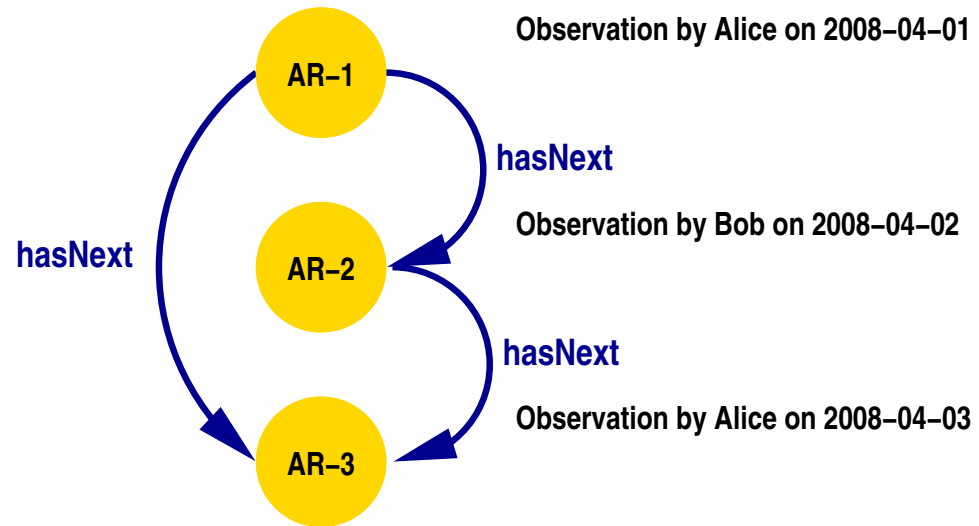 Observation by Alice on 2008–04–01
AR–1
hasNext
Observation by Bob on 2008–04–02
hasNext
AR–2
hasNext
Observation by Alice on 2008–04–03
AR–3